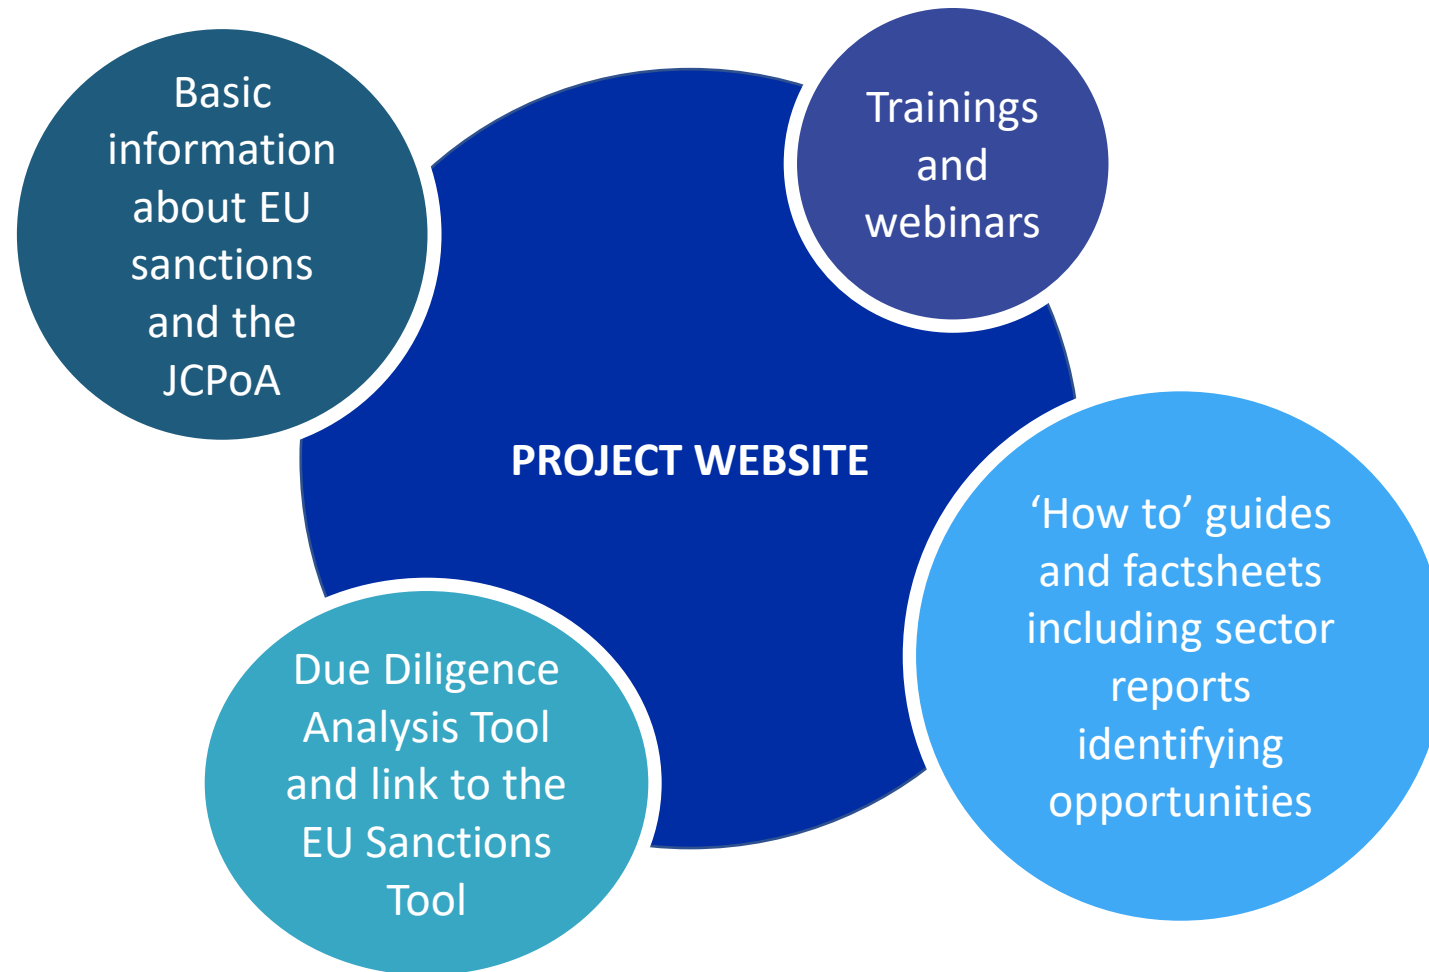 Basic
information
about EU
sanctions
and the
JCPoA
Trainings
and
webinars
PROJECT WEBSITE
‘How to’ guides
and factsheets
including sector
reports
identifying
opportunities
Due Diligence
Analysis Tool
and link to the
EU Sanctions
Tool